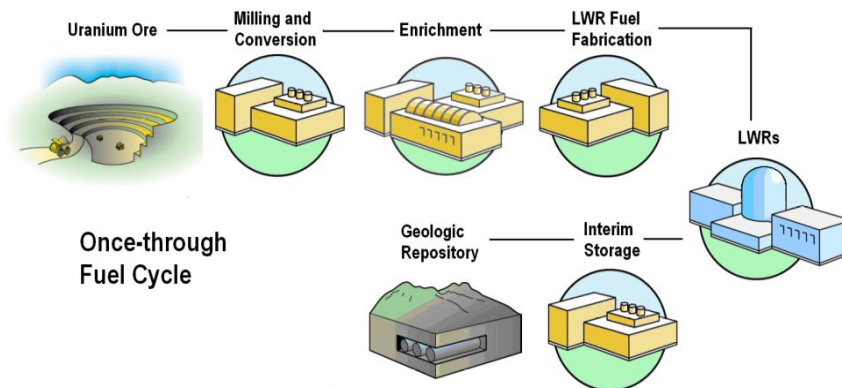 Uranium Ore
Milling and
Conversion
Enrichment
LWR Fuel
Fabrication
LWRs
Interim
Storage
Geologic
Repository
Once-through
Fuel Cycle